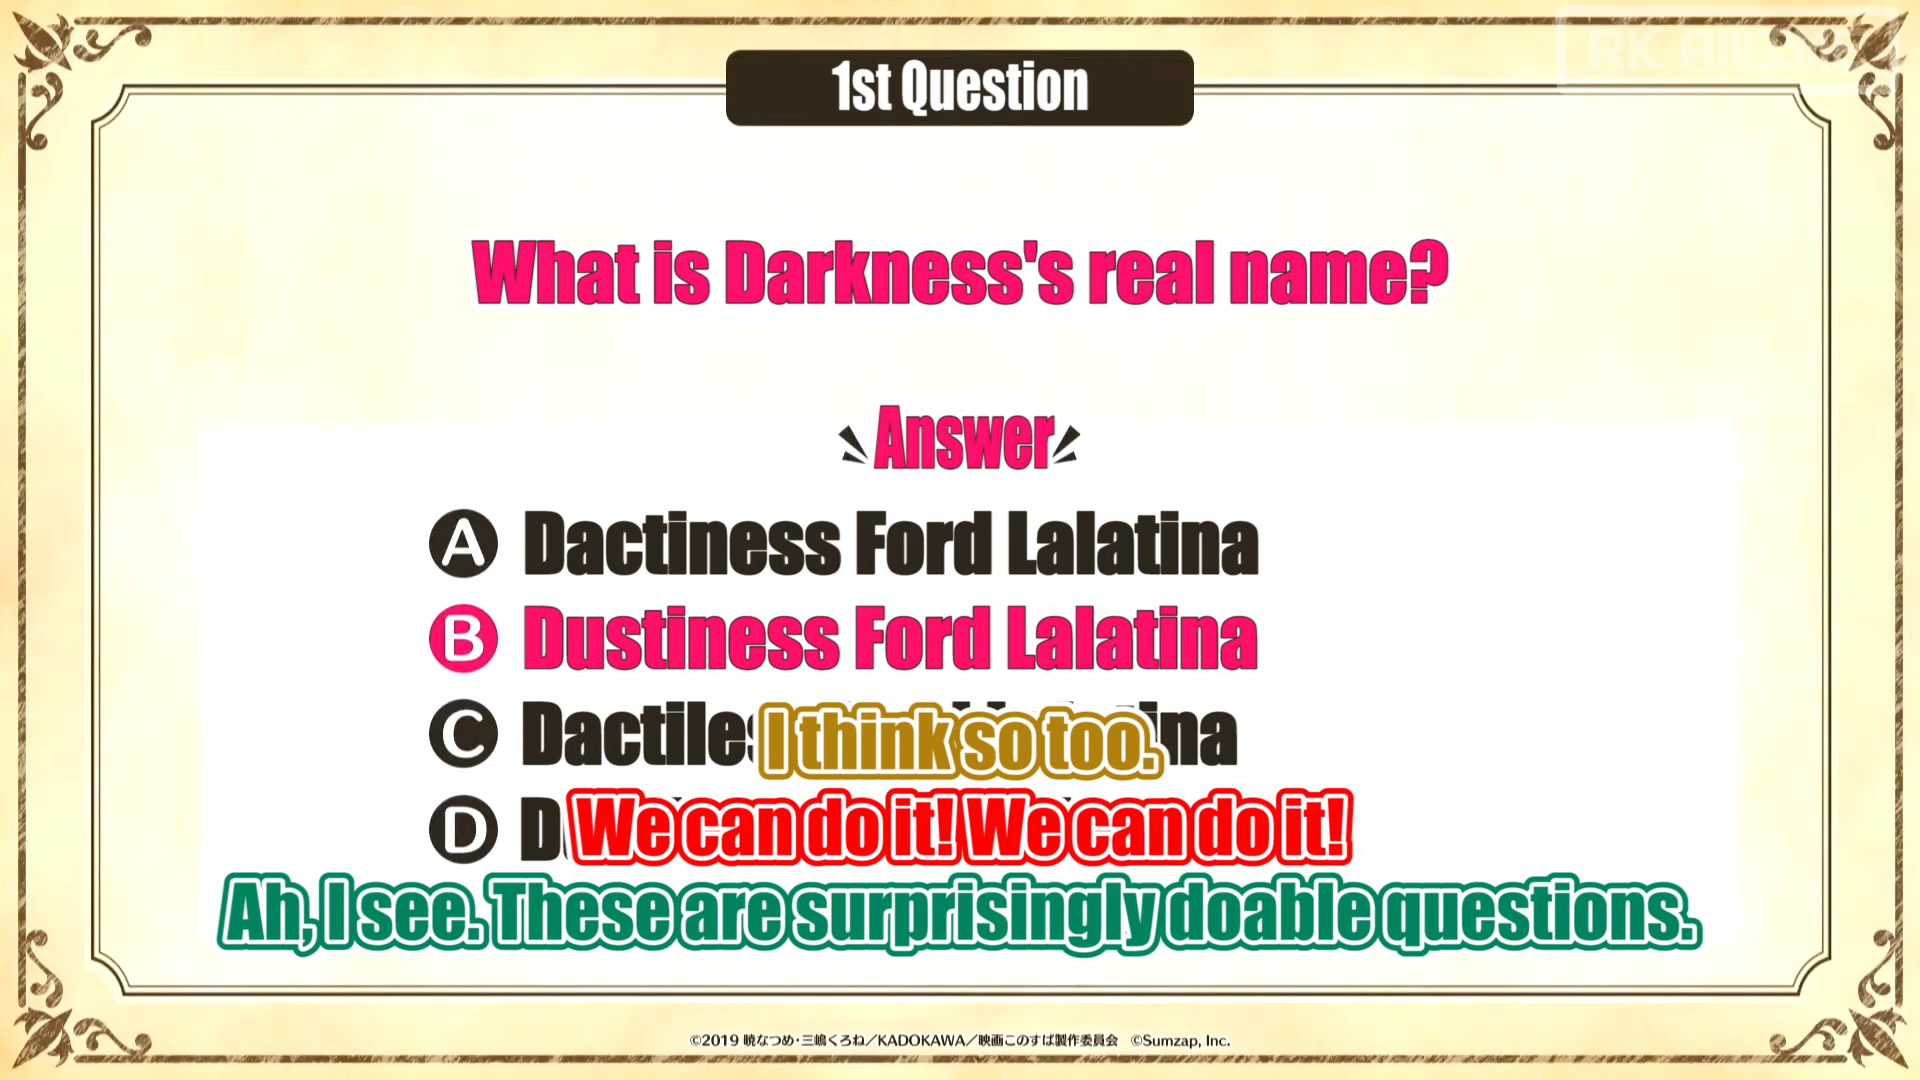 RK ANIME
1st Question
What is Darkness's real name?
Answer
A Dactiness Ford Lalatina
B Dustiness Ford Lalatina
C
I think so too.
D
We can do it! We can do it!
Ah, I see. These are surprisingly doable questions.
©2019 暁なつめ・三嶋くろね／KADOKAWA／映画このすば製作委員会 ©Sumzap, Inc.